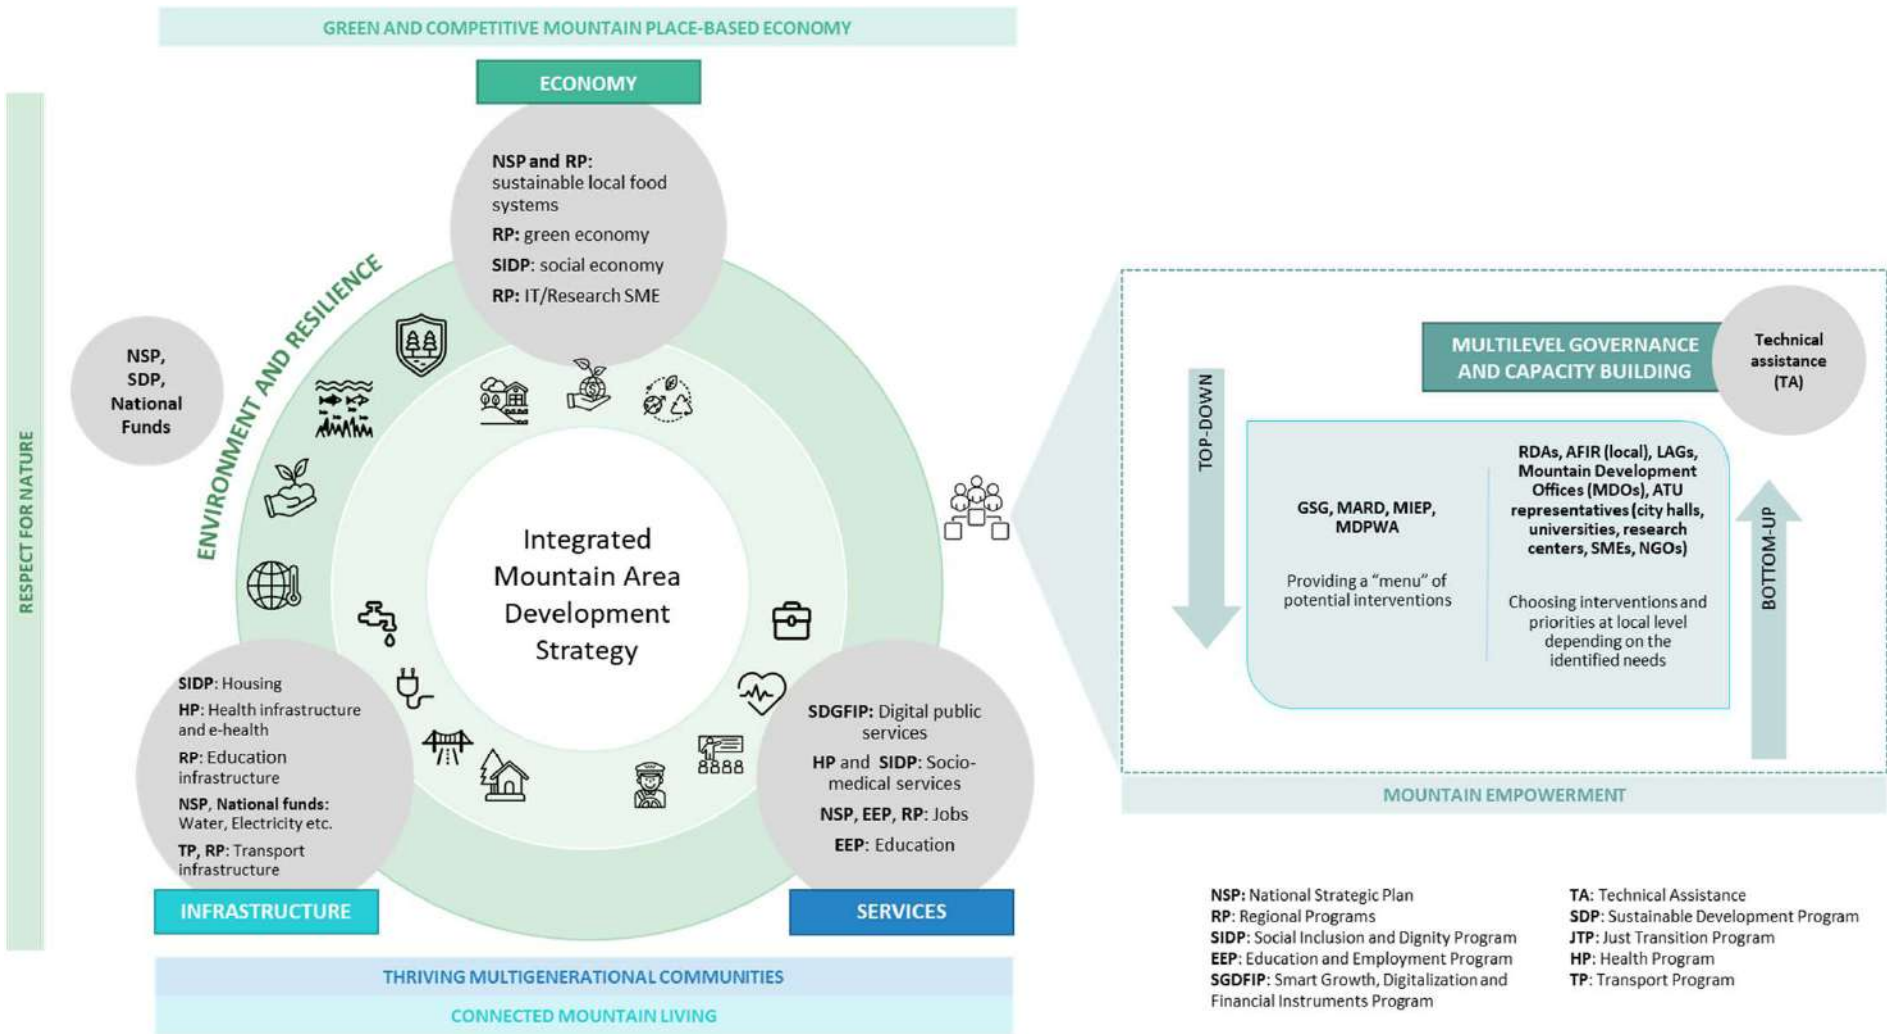 GREEN AND COMPETITIVE MOUNTAIN PLACE-BASED ECONOMY
ECONOMY
NSP and RP:
sustainable local food
systems
RP: green economy
SIDP: social economy
RP: IT/Research SME
RESPECT FOR NATURE
ENVIRONMENT AND RESILIENCE
NSP,
SDP,
National
Funds
Integrated
Mountain Area
Development
Strategy
SIDP: Housing
HP: Health infrastructure
and e-health
RP: Education
infrastructure
NSP, National funds:
Water, Electricity etc.
TP, RP: Transport
infrastructure
INFRASTRUCTURE
SDGFIP: Digital public
services
HP and SIDP: Socio-
medical services
NSP, EEP, RP: Jobs
EEP: Education
SERVICES
THRIVING MULTIGENERATIONAL COMMUNITIES
CONNECTED MOUNTAIN LIVING
MULTILEVEL GOVERNANCE
AND CAPACITY BUILDING
Technical
assistance
(TA)
TOP-DOWN
GSG, MARD, MIEP,
MDPWA
Providing a “menu” of
potential interventions
RDAs, AFIR (local), LAGs,
Mountain Development
Offices (MDOs), ATU
representatives (city halls,
universities, research
centers, SMEs, NGOs)
Choosing interventions and
priorities at local level
depending on the
identified needs
BOTTOM-UP
MOUNTAIN EMPOWERMENT
NSP: National Strategic Plan
RP: Regional Programs
SIDP: Social Inclusion and Dignity Program
EEP: Education and Employment Program
SGDFIP: Smart Growth, Digitalization and
Financial Instruments Program
TA: Technical Assistance
SDP: Sustainable Development Program
JTP: Just Transition Program
HP: Health Program
TP: Transport Program